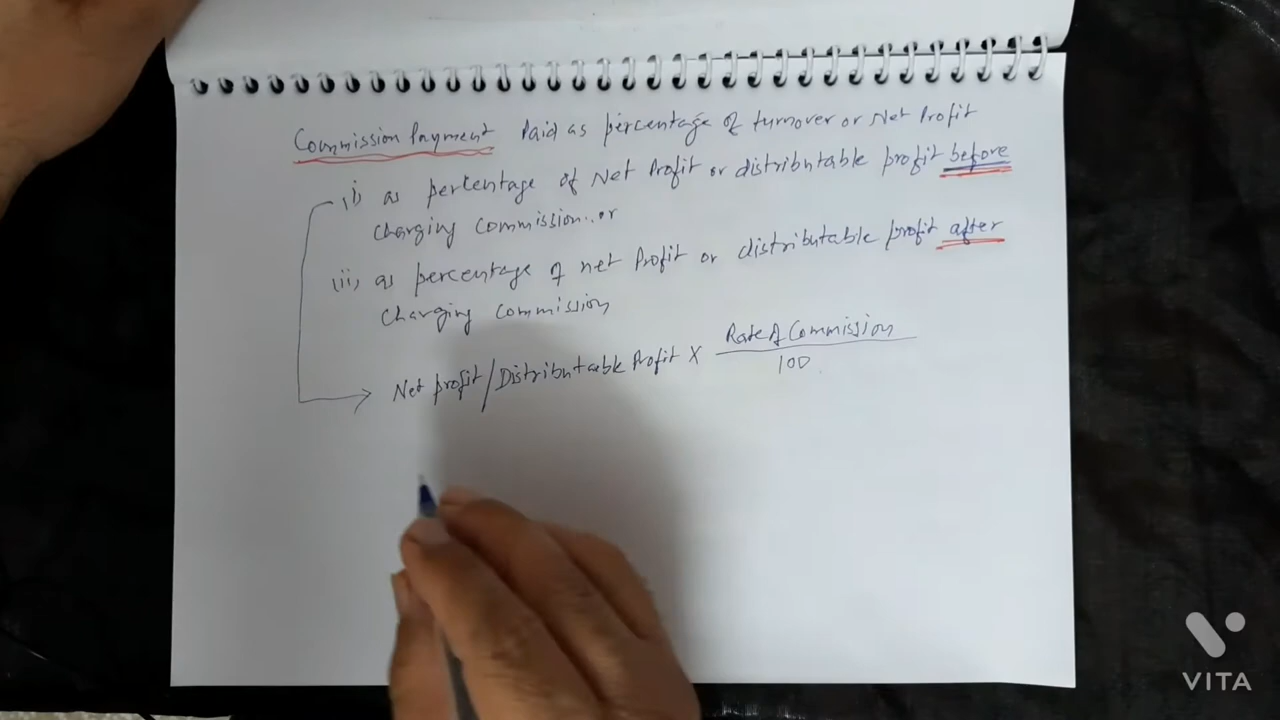 Commission Payment Paid as percentage of turnover or Net Profit
(i) as percentage of Net Profit or distributable profit before
charging commission.. or
(ii) as percentage of net Profit or distributable profit after
charging commission
Net profit/Distributable Profit X Rate of Commission
100
VITA